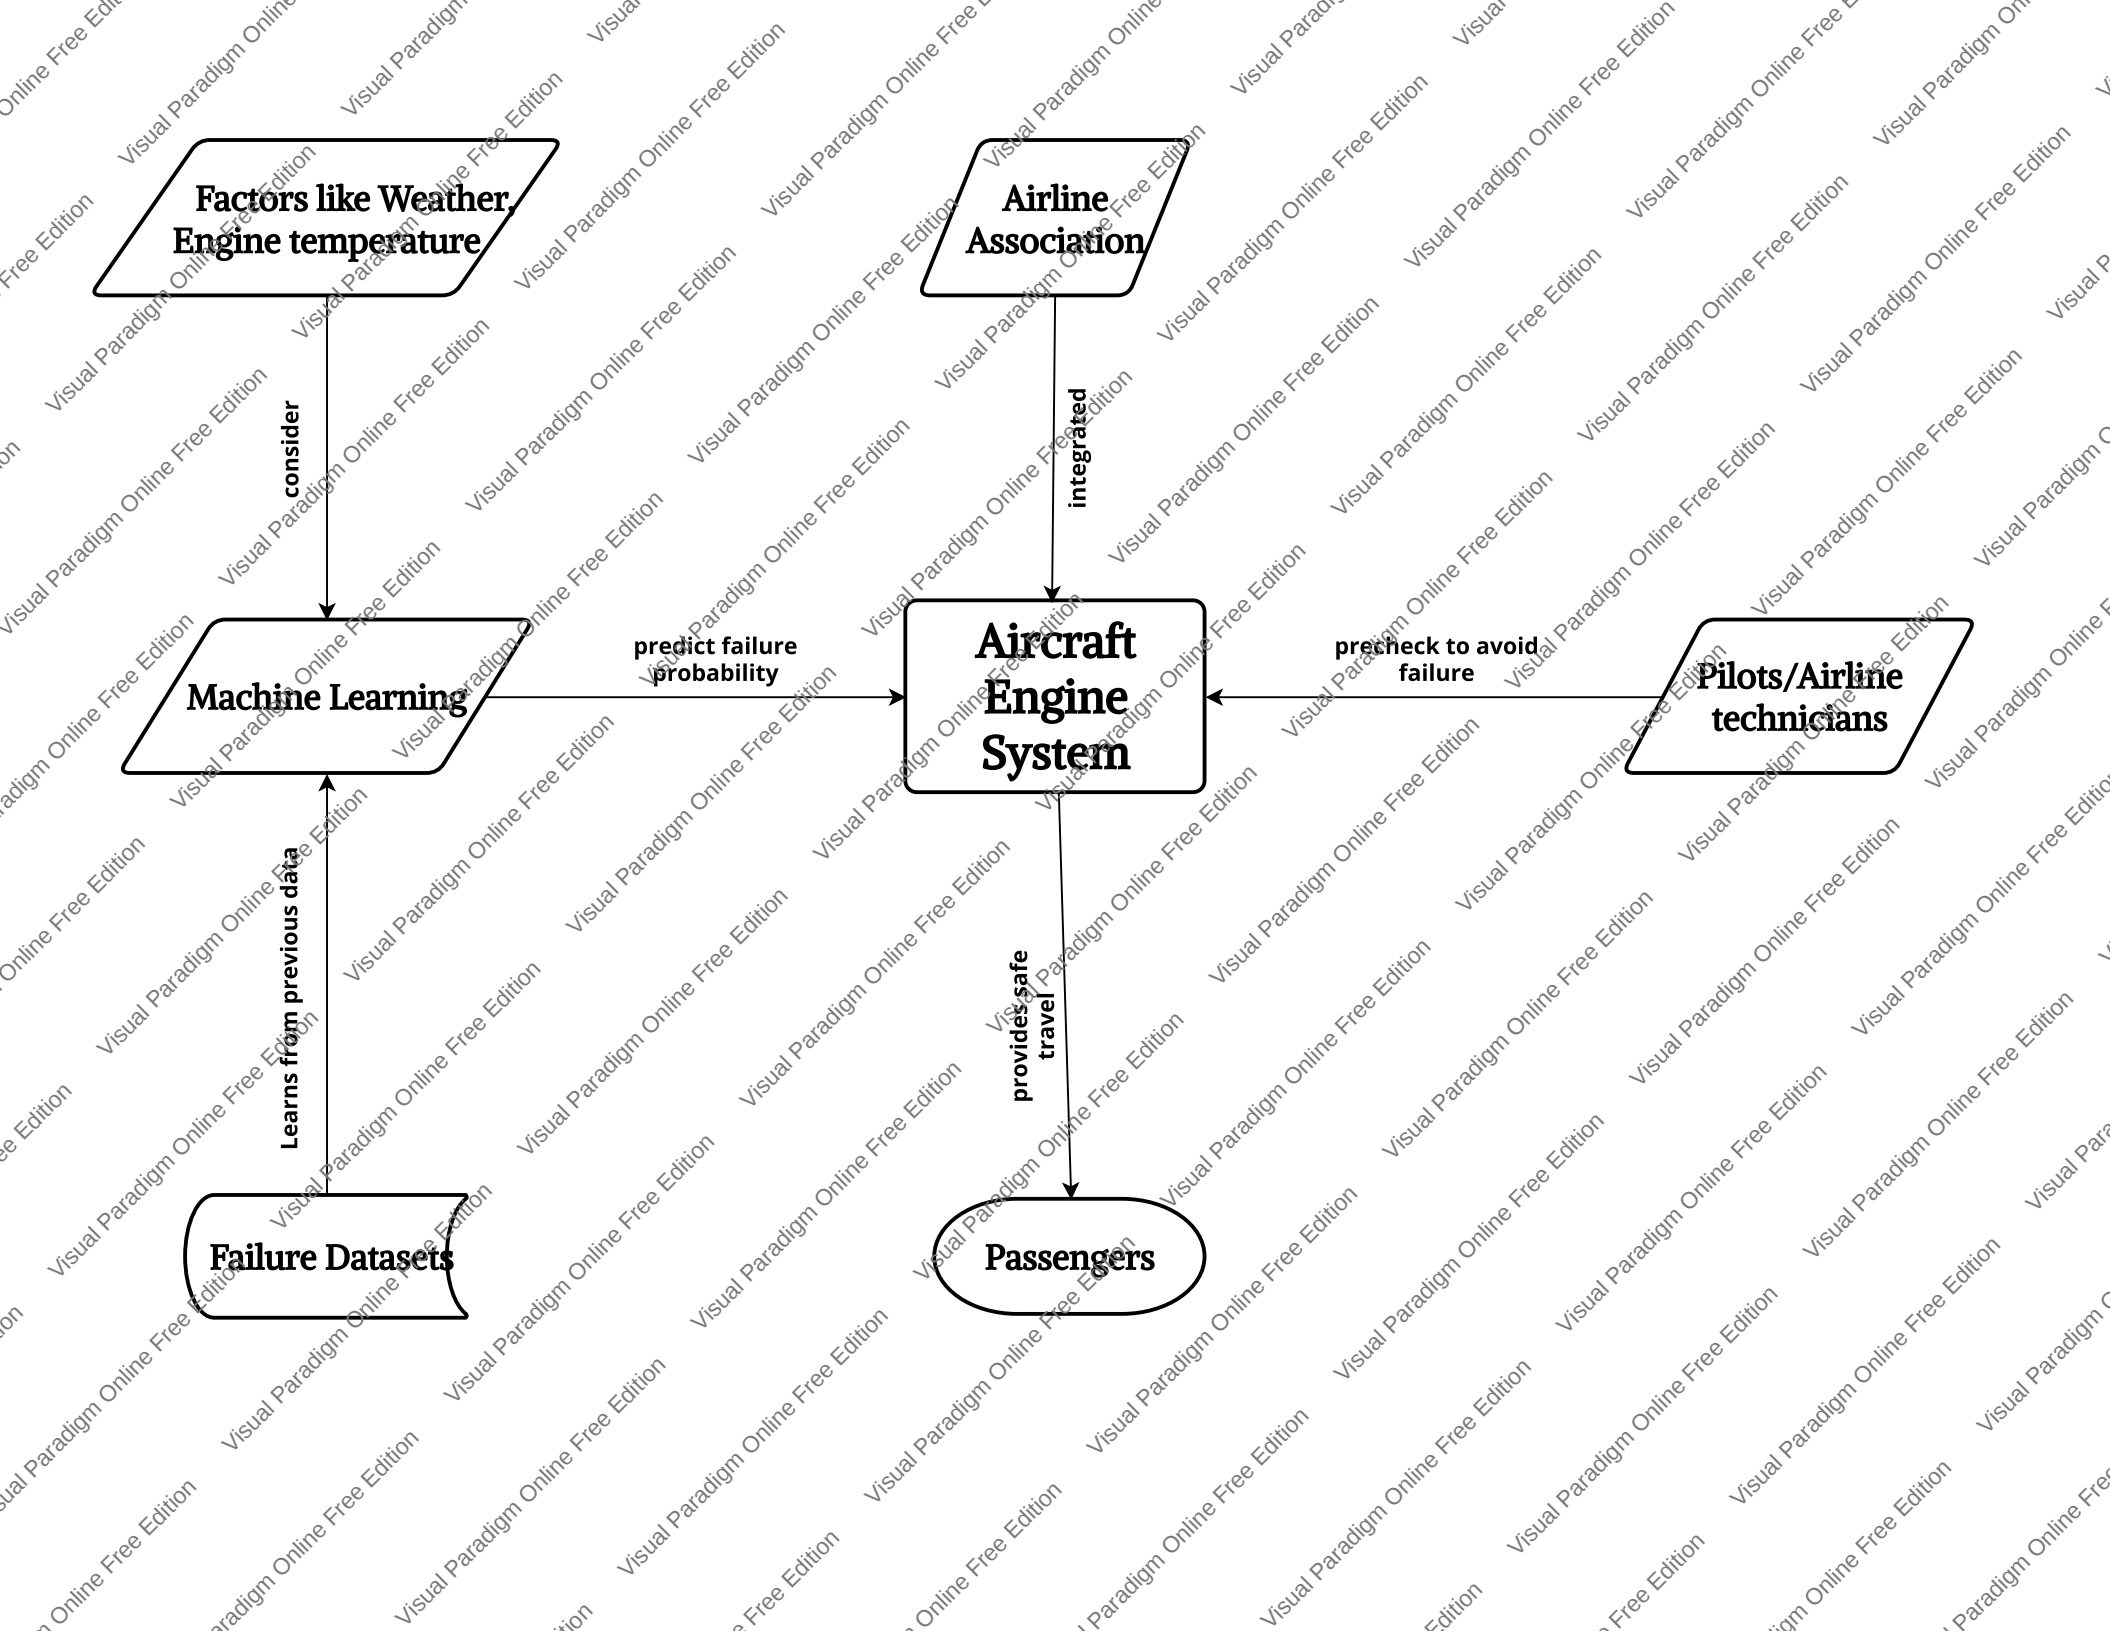 Factors like Weather,
Engine temperature
Airline
Association
consider
integrated
Machine Learning
predict failure
probability
Aircraft
Engine
System
precheck to avoid
failure
Pilots/Airline
technicians
Learns from previous data
provides safe
travel
Failure Datasets
Passengers
Visual Paradigm Online Free Edition